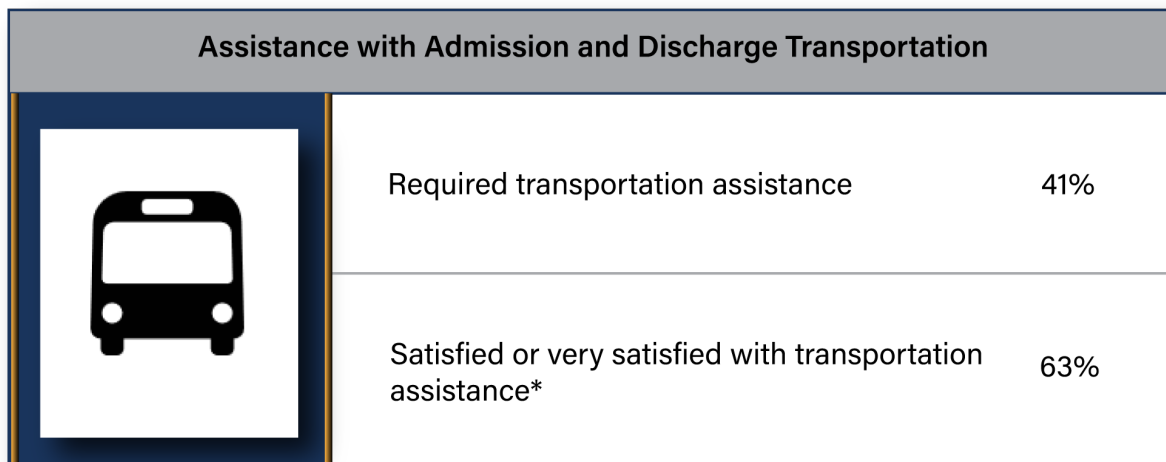 Assistance with Admission and Discharge Transportation
Required transportation assistance 41%
Satisfied or very satisfied with transportation
assistance*
63%